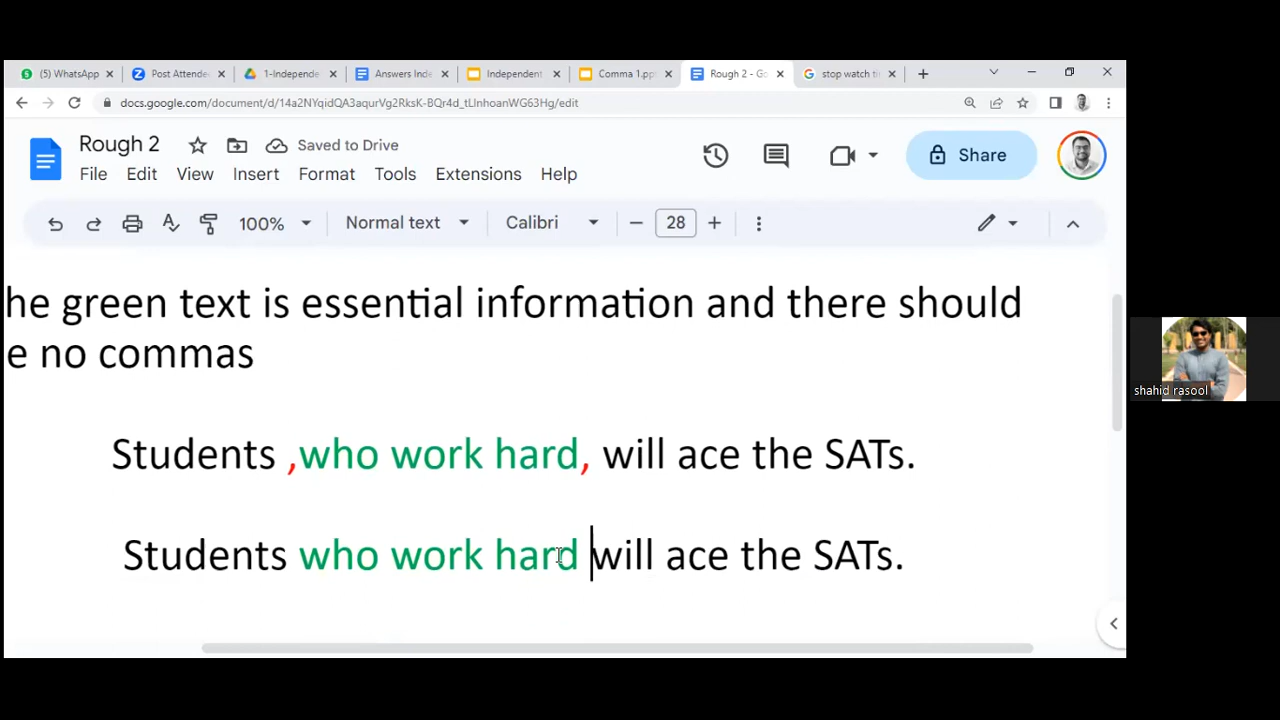 (5) WhatsApp
Post Attende
1-Independe
Answers Inde
Independent
Comma 1.pp
Rough 2 - Go
stop watch ti
docs.google.com/document/d/14a2NYqidQA3aqurVg2RksK-BQr4d_tLInhoanWG63Hg/edit
Rough 2
Saved to Drive
Share
File Edit View Insert Format Tools Extensions Help
100% Normal text Calibri 28
he green text is essential information and there should
e no commas
Students ,who work hard, will ace the SATs.
Students who work hard will ace the SATs.
shahid rasool